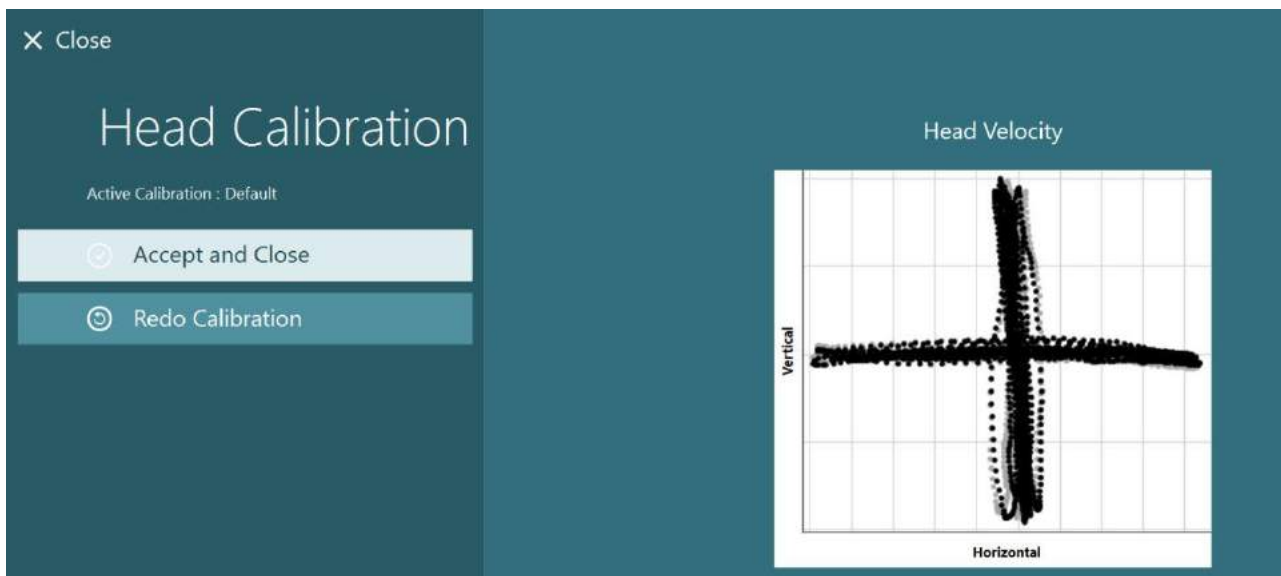 Close
Head Calibration
Active Calibration : Default
Accept and Close
Redo Calibration
Head Velocity
Vertical
Horizontal